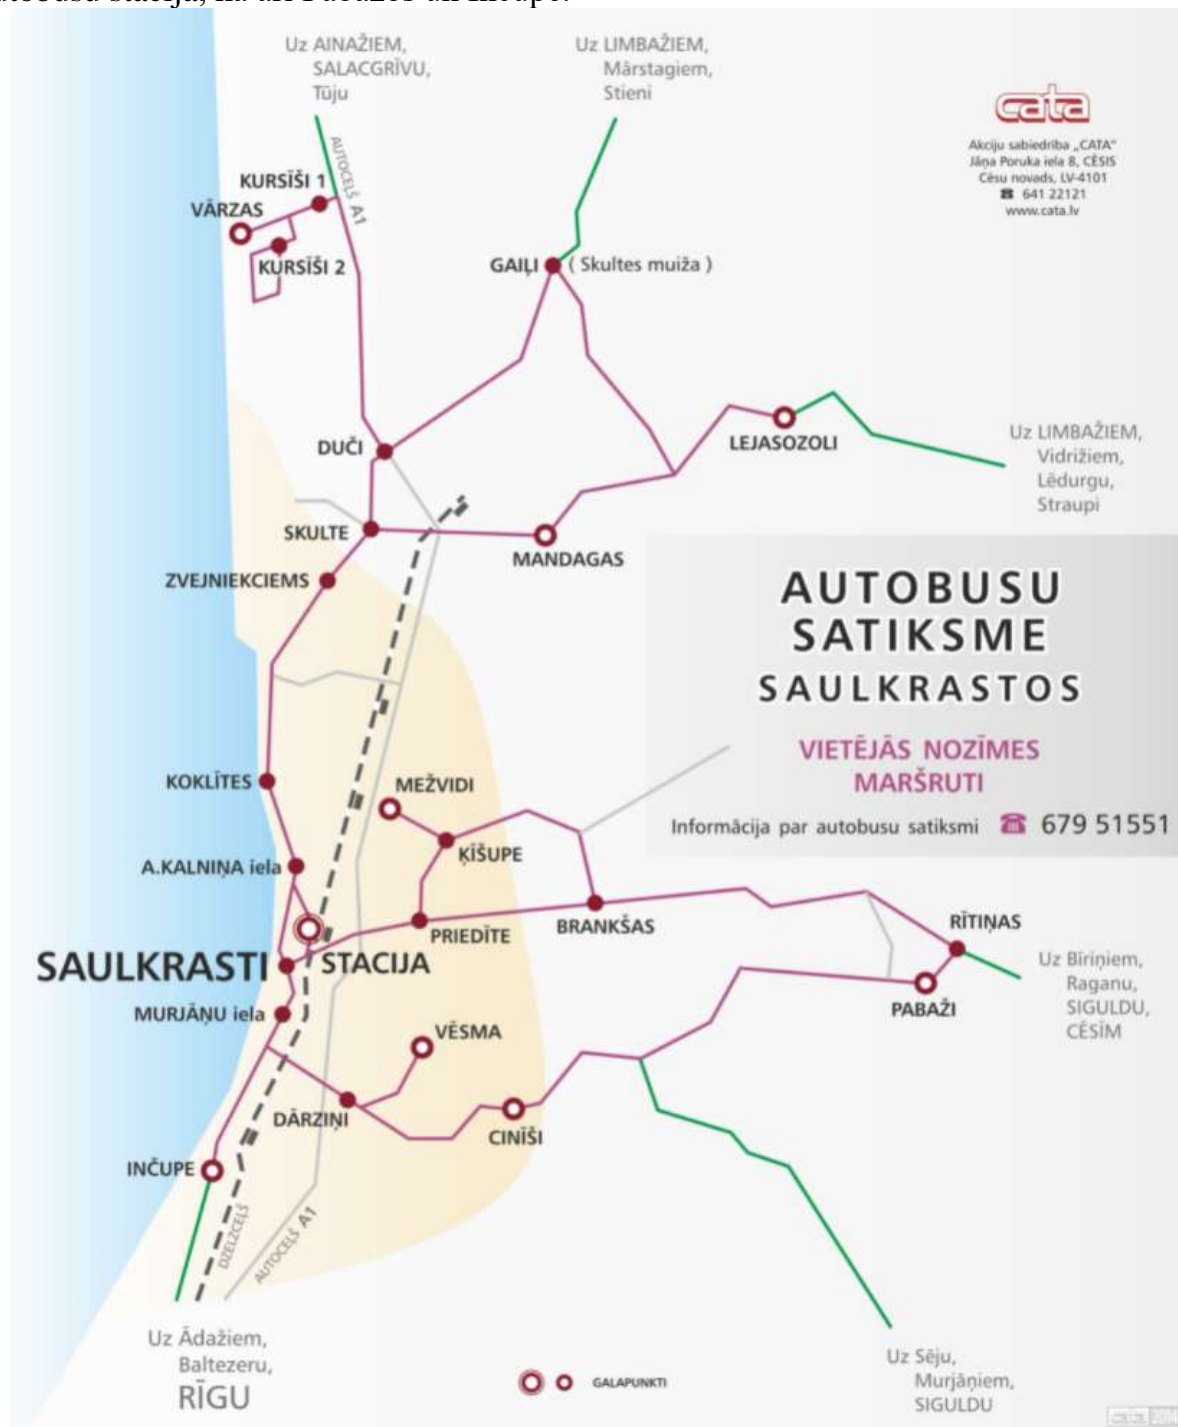 Uz AINAŽIEM,
SALACGRĪVU,
Tūju
Uz LIMBAŽIEM,
Mārstagiem,
Stieni
cata
Akciju sabiedrība „CATA"
Jāņa Poruka iela 8, CĒSIS
Cēsu novads, LV-4101
☎ 641 22121
www.cata.lv
AUTOCEĻŠ A1
KURSĪŠI 1
VĀRZAS
KURSĪŠI 2
GAIĻI ( Skultes muiža )
LEJASOZOLI
DUČI
Uz LIMBAŽIEM,
Vidrižiem,
Lēdurgu,
Straupi
SKULTE
MANDAGAS
ZVEJNIEKCIEMS
AUTOBUSU
SATIKSME
SAULKRASTOS
VIETĒJĀS NOZĪMES
MARŠRUTI
Informācija par autobusu satiksmi ☎ 679 51551
KOKLĪTES
MEŽVIDI
ĶĪŠUPE
A.KALNIŅA iela
PRIEDĪTE
BRANKŠAS
RĪTIŅAS
SAULKRASTI
STACIJA
Uz Bīriņiem,
Raganu,
SIGULDU,
CĒSĪM
PABAŽI
MURJĀŅU iela
VĒSMA
DĀRZIŅI
CINĪŠI
INČUPE
DZELZCEĻŠ
AUTOCEĻŠ A1
Uz Ādažiem,
Baltezeru,
RĪGU
Uz Sēju,
Murjāņiem,
SIGULDU
GALAPUNKTI